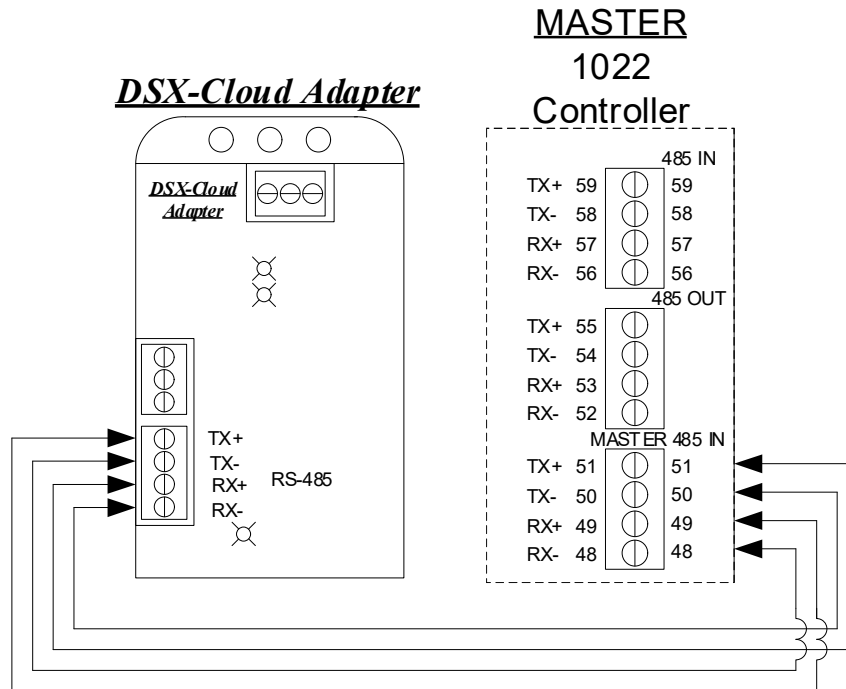 MASTER
1022
Controller
DSX-Cloud Adapter
DSX-Cloud
Adapter
TX+
TX-
RX+
RX-
RS-485
485 IN
TX+ 59 59
TX- 58 58
RX+ 57 57
RX- 56 56
485 OUT
TX+ 55
TX- 54
RX+ 53
RX- 52
MASTER 485 IN
TX+ 51 51
TX- 50 50
RX+ 49 49
RX- 48 48